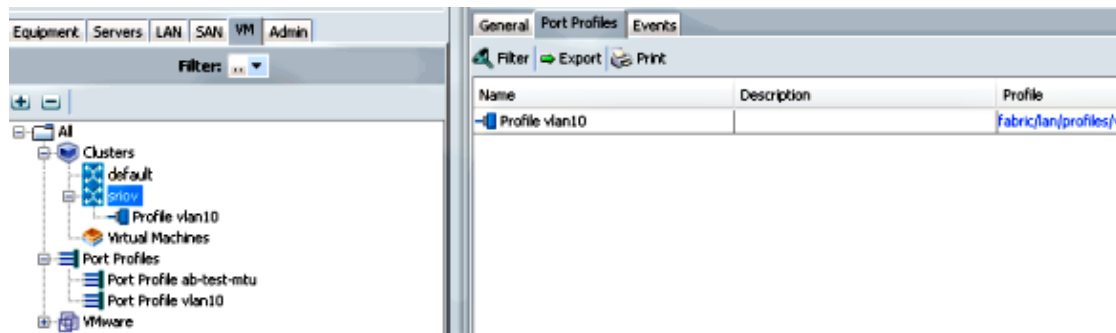 Equipment Servers LAN SAN VM Admin
Filter: .. 
All
Clusters
default
sriov
Profile vlan10
Virtual Machines
Port Profiles
Port Profile ab-test-mtu
Port Profile vlan10
VMware
General Port Profiles Events
Filter Export Print
Name Description Profile
Profile vlan10 fabric/lan/profiles/